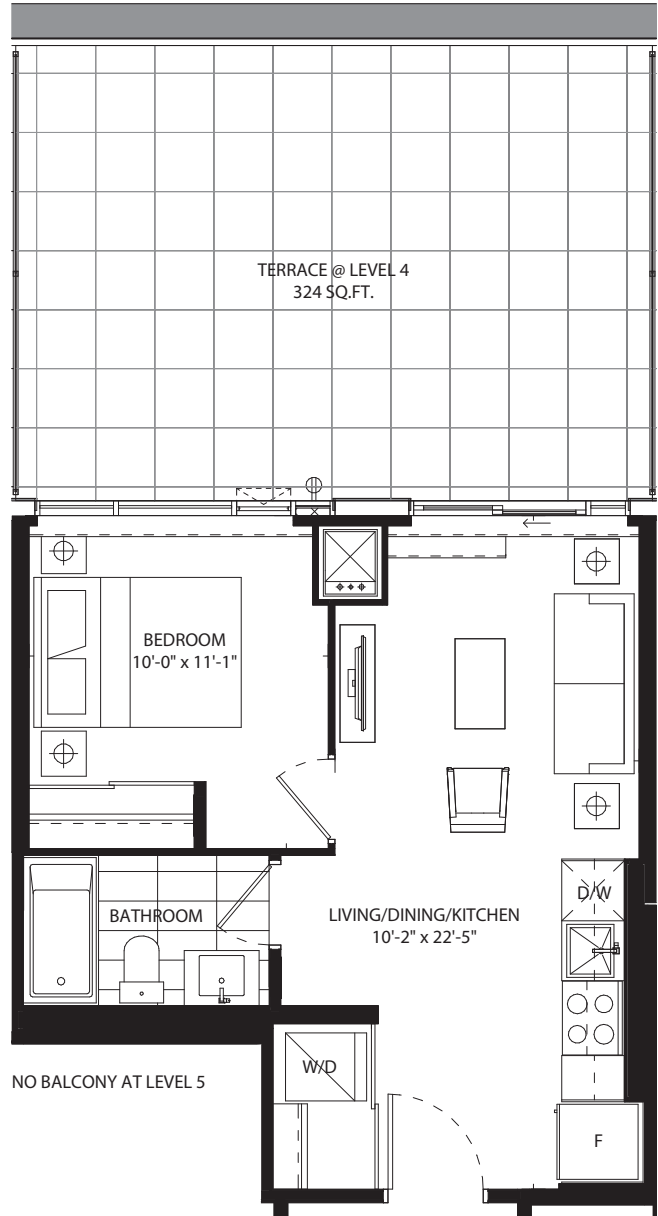 TERRACE @ LEVEL 4
324 SQ.FT.
BEDROOM
10'-0" x 11'-1"
D/W
BATHROOM
LIVING/DINING/KITCHEN
10'-2" x 22'-5"
W/D
NO BALCONY AT LEVEL 5
F